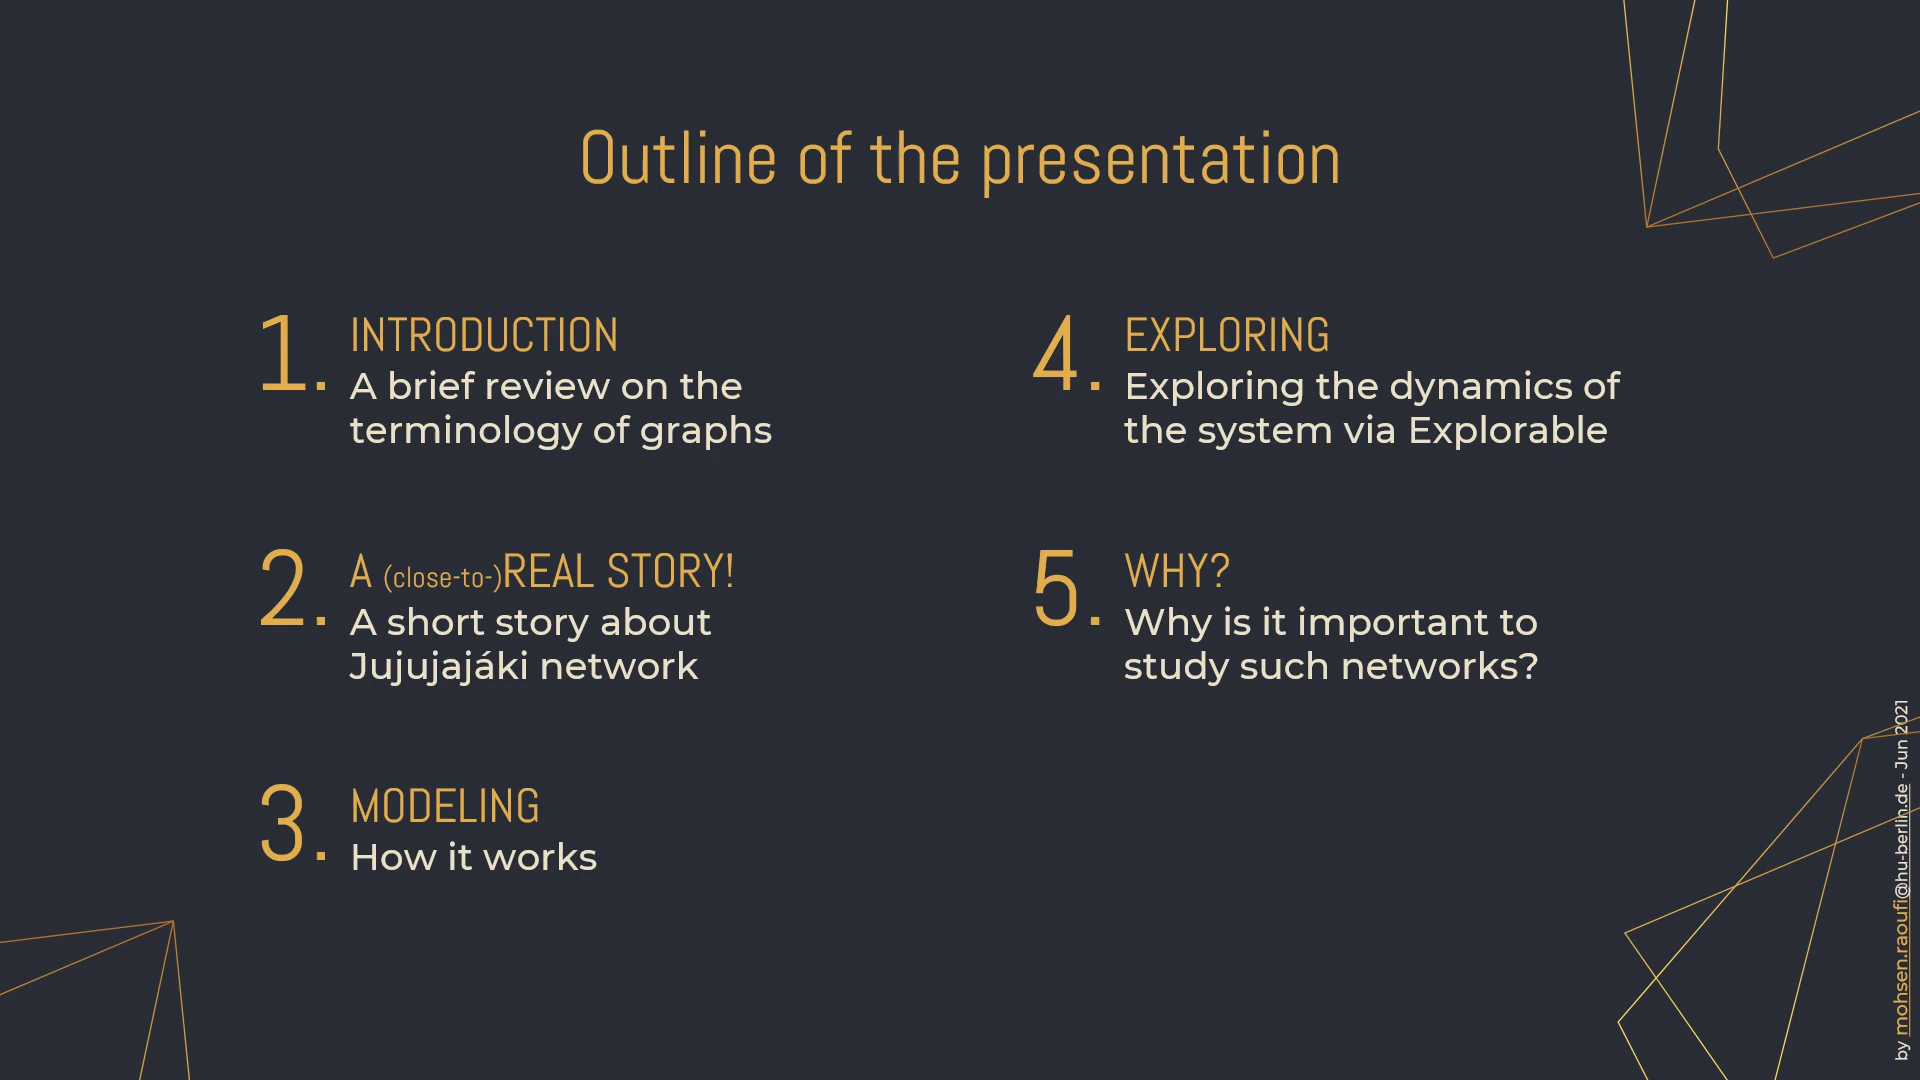 Outline of the presentation
1. INTRODUCTION
A brief review on the
terminology of graphs
2. A (close-to-)REAL STORY!
A short story about
Jujujajáki network
3. MODELING
How it works
4. EXPLORING
Exploring the dynamics of
the system via Explorable
5. WHY?
Why is it important to
study such networks?
by mohsen.raoufi@hu-berlin.de - Jun 2021